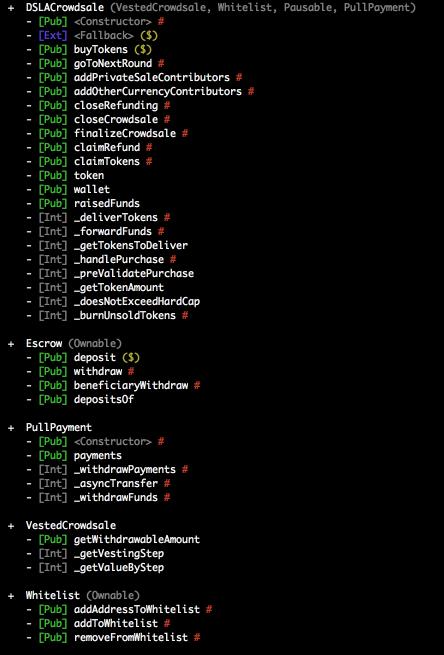 + DSLACrowdsale (VestedCrowdsale, Whitelist, Pausable, PullPayment)
- [Pub] <Constructor> #
- [Ext] <Fallback> ($)
- [Pub] buyTokens ($)
- [Pub] goToNextRound #
- [Pub] addPrivateSaleContributors #
- [Pub] addOtherCurrencyContributors #
- [Pub] closeRefunding #
- [Pub] closeCrowdsale #
- [Pub] finalizeCrowdsale #
- [Pub] claimRefund #
- [Pub] claimTokens #
- [Pub] token
- [Pub] wallet
- [Pub] raisedFunds
- [Int] _deliverTokens #
- [Int] _forwardFunds #
- [Int] _getTokensToDeliver
- [Int] _handlePurchase #
- [Int] _preValidatePurchase
- [Int] _getTokenAmount
- [Int] _doesNotExceedHardCap
- [Int] _burnUnsoldTokens #
+ Escrow (Ownable)
- [Pub] deposit ($)
- [Pub] withdraw #
- [Pub] beneficiaryWithdraw #
- [Pub] depositsOf
+ PullPayment
- [Pub] <Constructor> #
- [Pub] payments
- [Int] _withdrawPayments #
- [Int] _asyncTransfer #
- [Int] _withdrawFunds #
+ VestedCrowdsale
- [Pub] getWithdrawableAmount
- [Int] _getVestingStep
- [Int] _getValueByStep
+ Whitelist (Ownable)
- [Pub] addAddressToWhitelist #
- [Pub] addToWhitelist #
- [Pub] removeFromWhitelist #